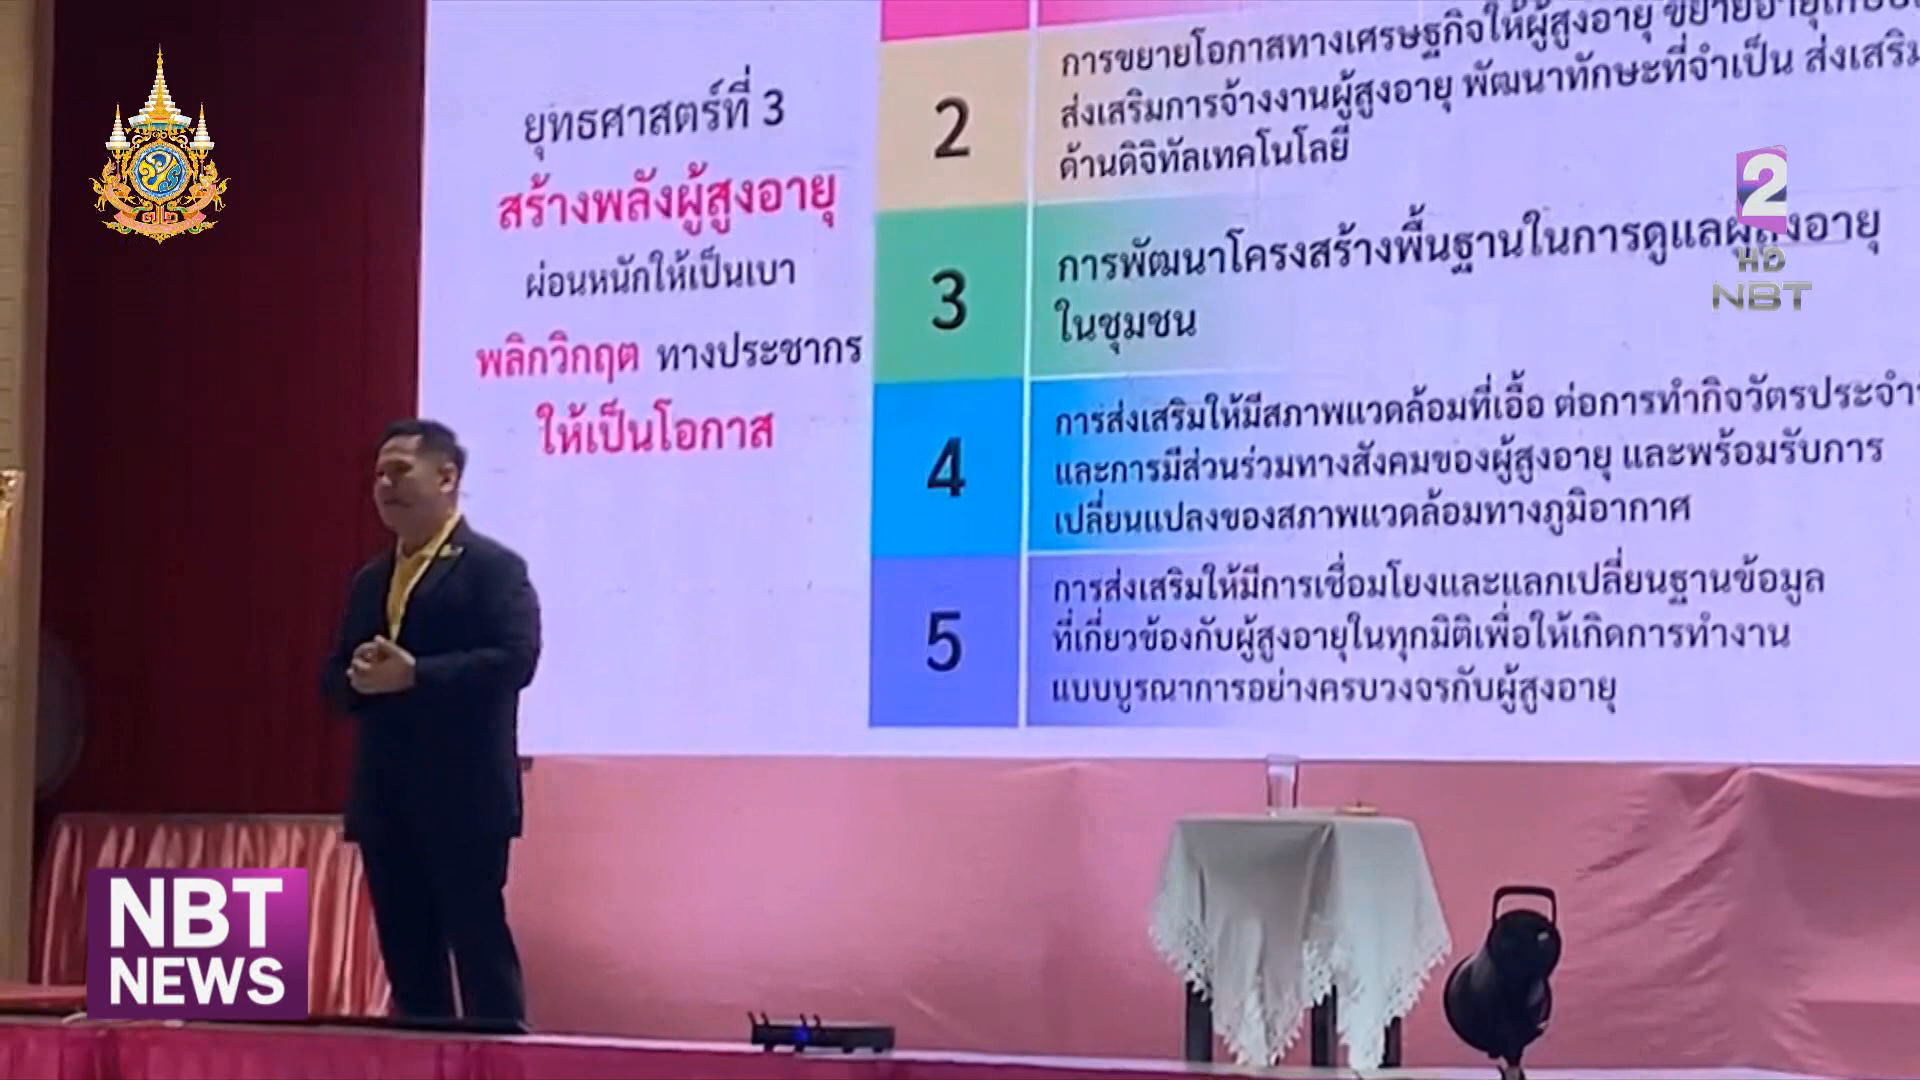 ยุทธศาสตร์ที่ 3
สร้างพลังผู้สูงอายุ
ผ่อนหนักให้เป็นเบา
พลิกวิกฤต ทางประชากร
ให้เป็นโอกาส
2
การขยายโอกาสทางเศรษฐกิจให้ผู้สูงอายุ
ส่งเสริมการจ้างงานผู้สูงอายุ พัฒนาทักษะที่จำเป็น ส่งเสริม
ด้านดิจิทัลเทคโนโลยี
3
การพัฒนาโครงสร้างพื้นฐานในการดูแลผู้สูงอายุ
ในชุมชน
4
การส่งเสริมให้มีสภาพแวดล้อมที่เอื้อ ต่อการทำกิจวัตรประจำ
และการมีส่วนร่วมทางสังคมของผู้สูงอายุ และพร้อมรับการ
เปลี่ยนแปลงของสภาพแวดล้อมทางภูมิอากาศ
5
การส่งเสริมให้มีการเชื่อมโยงและแลกเปลี่ยนฐานข้อมูล
ที่เกี่ยวข้องกับผู้สูงอายุในทุกมิติเพื่อให้เกิดการทำงาน
แบบบูรณาการอย่างครบวงจรกับผู้สูงอายุ
๗๒
2
HD
NBT
NBT
NEWS